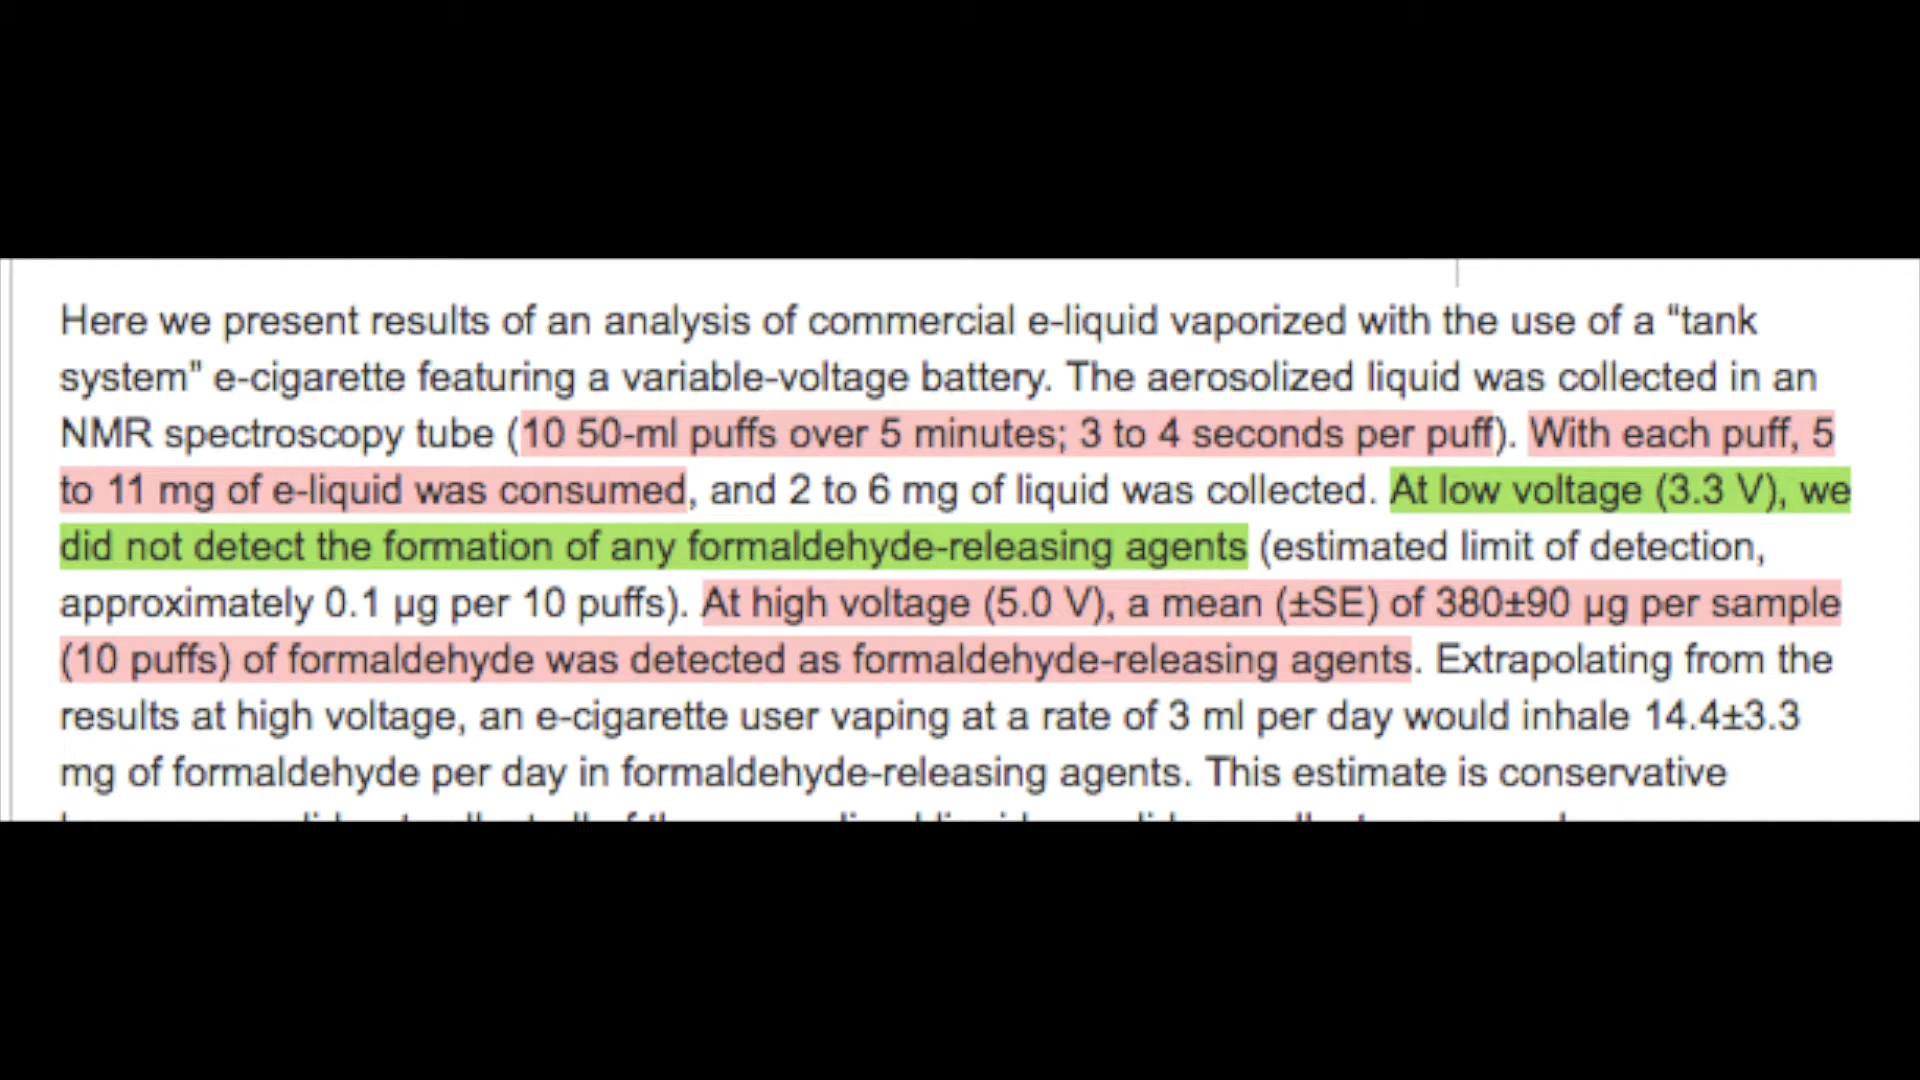 Here we present results of an analysis of commercial e-liquid vaporized with the use of a “tank
system” e-cigarette featuring a variable-voltage battery. The aerosolized liquid was collected in an
NMR spectroscopy tube (10 50-ml puffs over 5 minutes; 3 to 4 seconds per puff). With each puff, 5
to 11 mg of e-liquid was consumed, and 2 to 6 mg of liquid was collected. At low voltage (3.3 V), we
did not detect the formation of any formaldehyde-releasing agents (estimated limit of detection,
approximately 0.1 μg per 10 puffs). At high voltage (5.0 V), a mean (±SE) of 380±90 μg per sample
(10 puffs) of formaldehyde was detected as formaldehyde-releasing agents. Extrapolating from the
results at high voltage, an e-cigarette user vaping at a rate of 3 ml per day would inhale 14.4±3.3
mg of formaldehyde per day in formaldehyde-releasing agents. This estimate is conservative